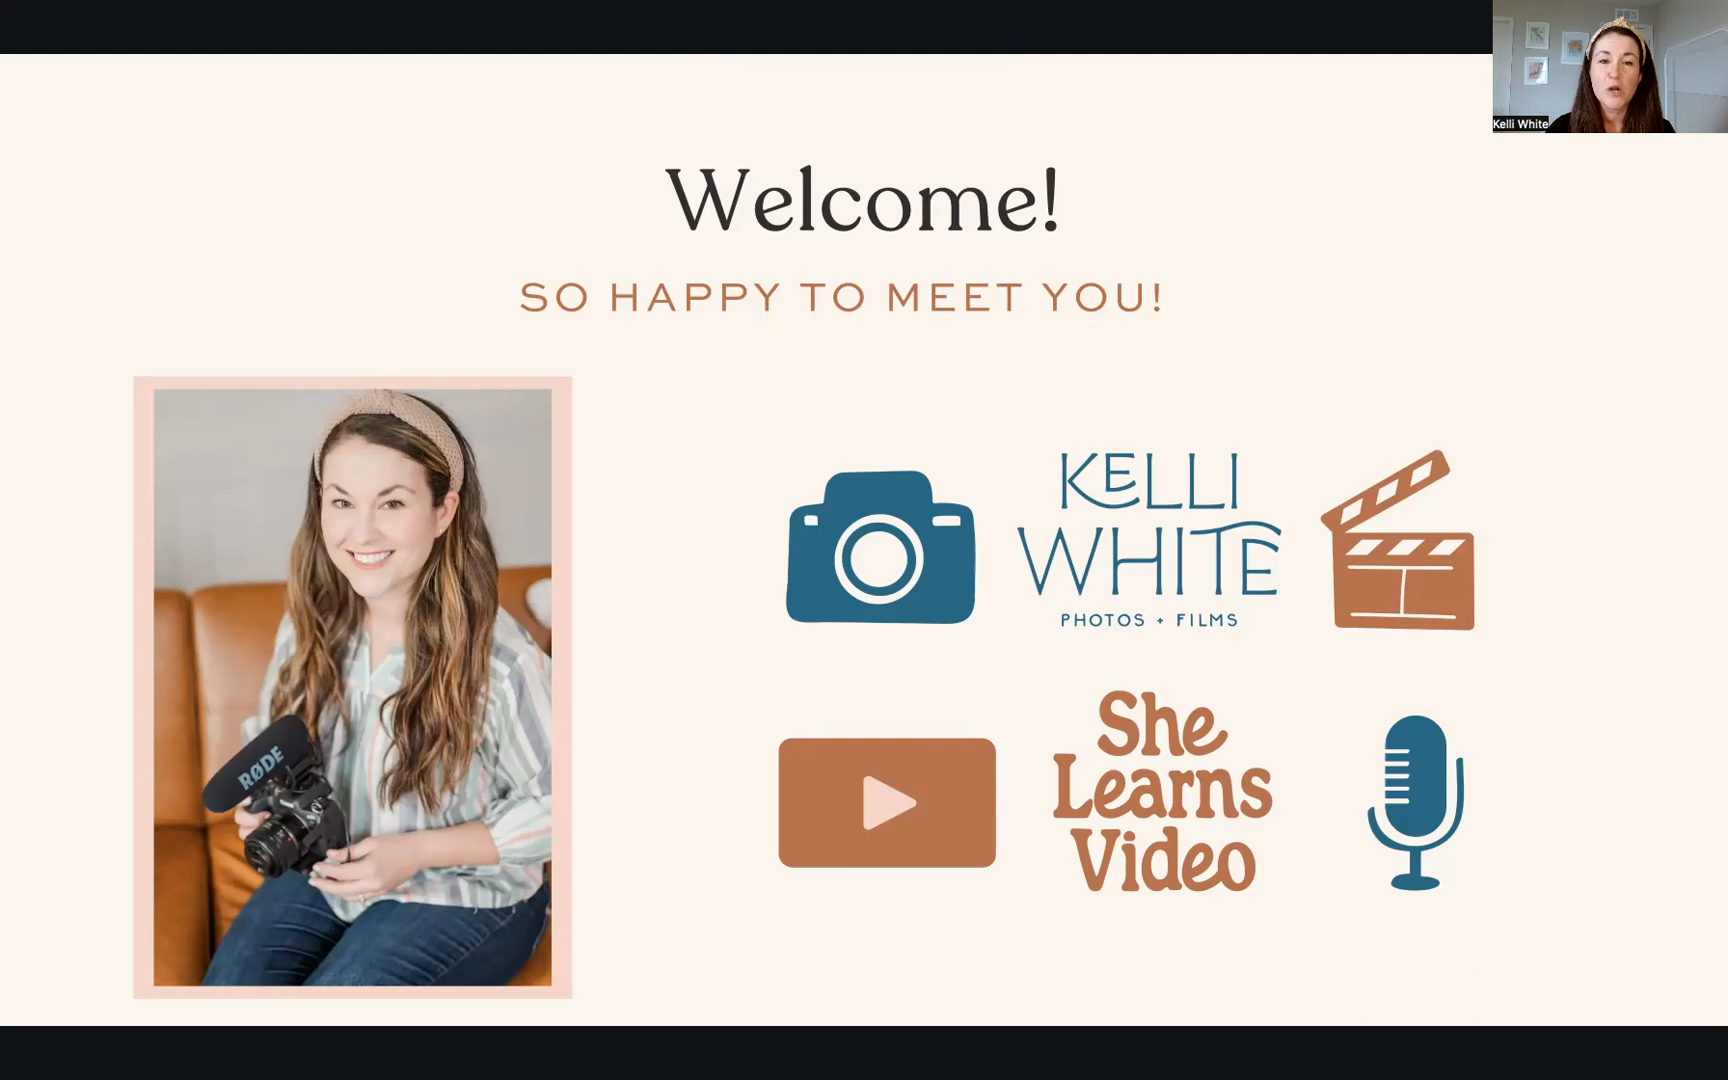 Kelli White
Welcome!
SO HAPPY TO MEET YOU!
RØDE
KELLI
WHITE
PHOTOS + FILMS
She
Learns
Video